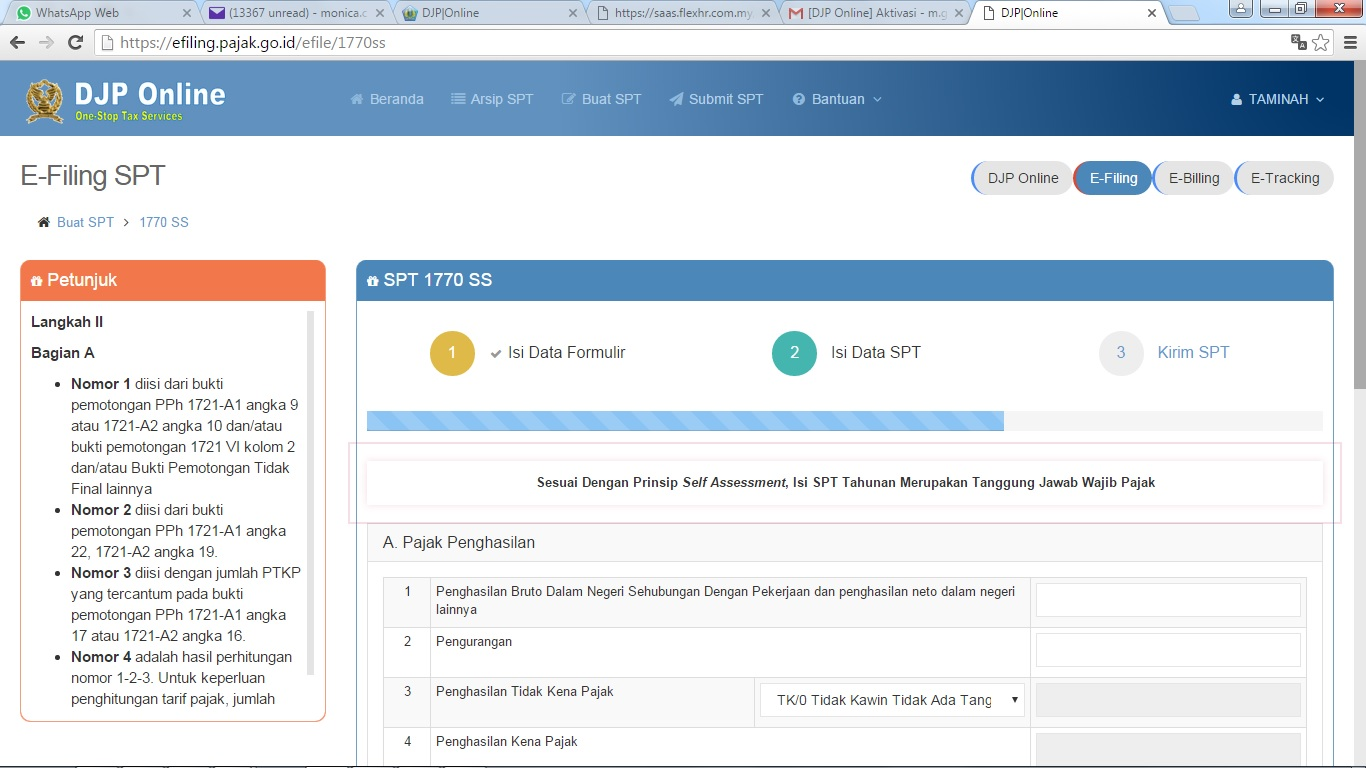 WhatsApp Web
(13367 unread) - monica.c
DJP|Online
https://saas.flexhr.com.my
[DJP Online] Aktivasi - m.g
DJP|Online
https://efiling.pajak.go.id/efile/1770ss
DJP Online
One-Stop Tax Services
Beranda
Arsip SPT
Buat SPT
Submit SPT
Bantuan
TAMINAH
E-Filing SPT
DJP Online
E-Filing
E-Billing
E-Tracking
Buat SPT > 1770 SS
Petunjuk
Langkah II
Bagian A
• Nomor 1 diisi dari bukti
pemotongan PPh 1721-A1 angka 9
atau 1721-A2 angka 10 dan/atau
bukti pemotongan 1721 VI kolom 2
dan/atau Bukti Pemotongan Tidak
Final lainnya
• Nomor 2 diisi dari bukti
pemotongan PPh 1721-A1 angka
22, 1721-A2 angka 19.
• Nomor 3 diisi dengan jumlah PTKP
yang tercantum pada bukti
pemotongan PPh 1721-A1 angka
17 atau 1721-A2 angka 16.
• Nomor 4 adalah hasil perhitungan
nomor 1-2-3. Untuk keperluan
penghitungan tarif pajak, jumlah
SPT 1770 SS
1 Isi Data Formulir
2 Isi Data SPT
3 Kirim SPT
Sesuai Dengan Prinsip Self Assessment, Isi SPT Tahunan Merupakan Tanggung Jawab Wajib Pajak
A. Pajak Penghasilan
1 Penghasilan Bruto Dalam Negeri Sehubungan Dengan Pekerjaan dan penghasilan neto dalam negeri
lainnya
2 Pengurangan
3 Penghasilan Tidak Kena Pajak TK/0 Tidak Kawin Tidak Ada Tang
4 Penghasilan Kena Pajak